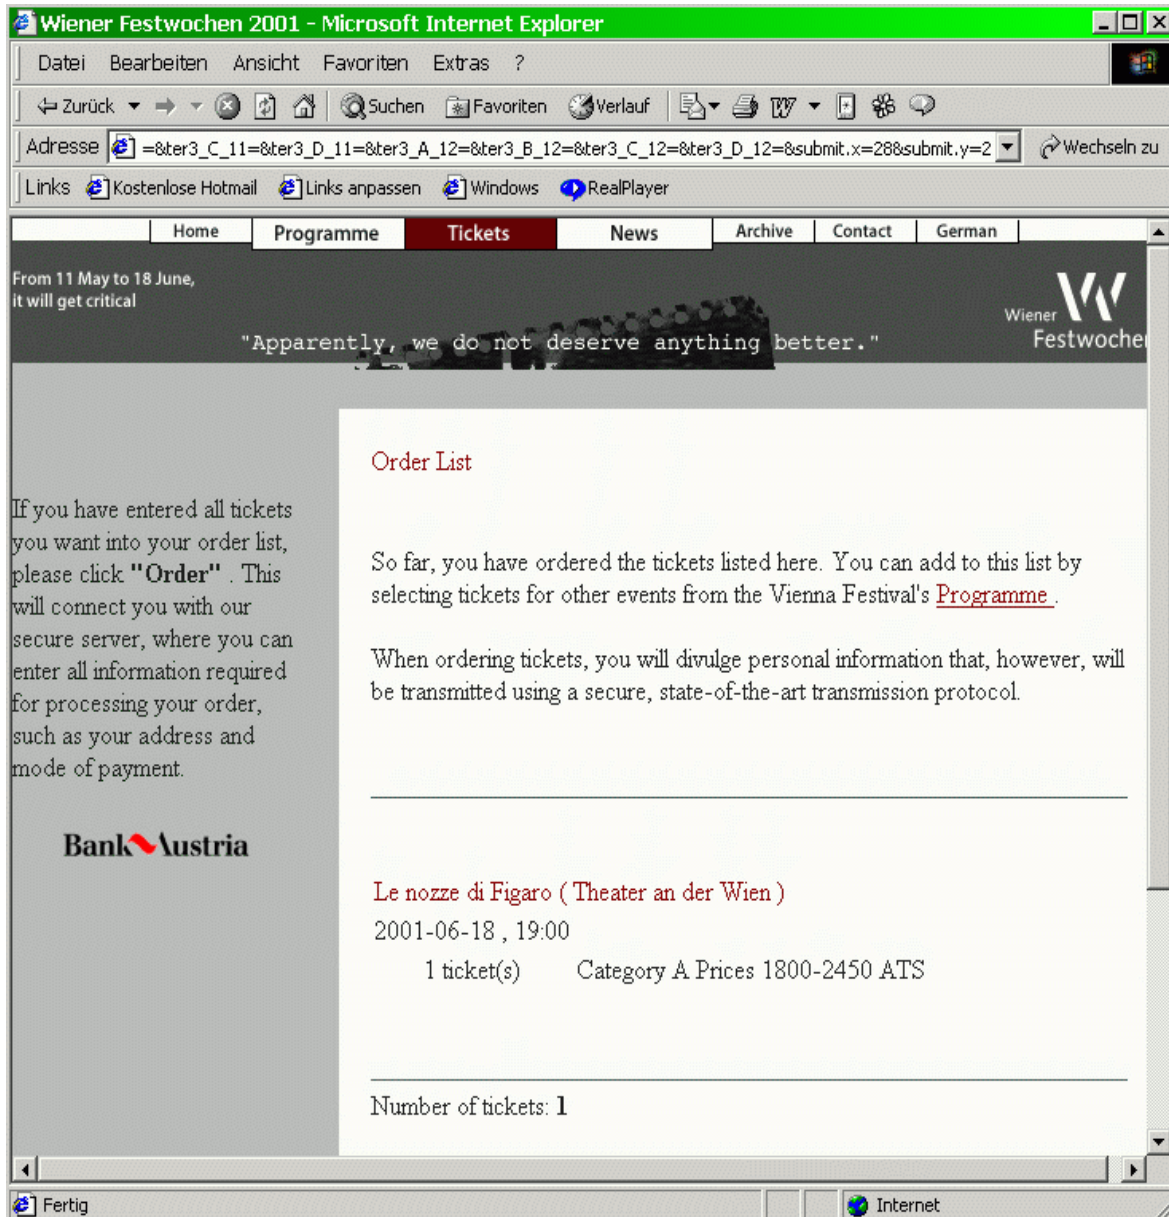 Wiener Festwochen 2001 - Microsoft Internet Explorer
Datei Bearbeiten Ansicht Favoriten Extras ?
Zurück Suchen Favoriten Verlauf
Adresse =&ter3_C_11=&ter3_D_11=&ter3_A_12=&ter3_B_12=&ter3_C_12=&ter3_D_12=&submit.x=28&submit.y=2 Wechseln zu
Links Kostenlose Hotmail Links anpassen Windows RealPlayer
Home Programme Tickets News Archive Contact German
From 11 May to 18 June,
it will get critical
Wiener
Festwochen
"Apparently, we do not deserve anything better."
If you have entered all tickets
you want into your order list,
please click "Order" . This
will connect you with our
secure server, where you can
enter all information required
for processing your order,
such as your address and
mode of payment.
Bank Austria
Order List
So far, you have ordered the tickets listed here. You can add to this list by
selecting tickets for other events from the Vienna Festival's Programme .
When ordering tickets, you will divulge personal information that, however, will
be transmitted using a secure, state-of-the-art transmission protocol.
Le nozze di Figaro ( Theater an der Wien )
2001-06-18 , 19:00
1 ticket(s) Category A Prices 1800-2450 ATS
Number of tickets: 1
Fertig
Internet